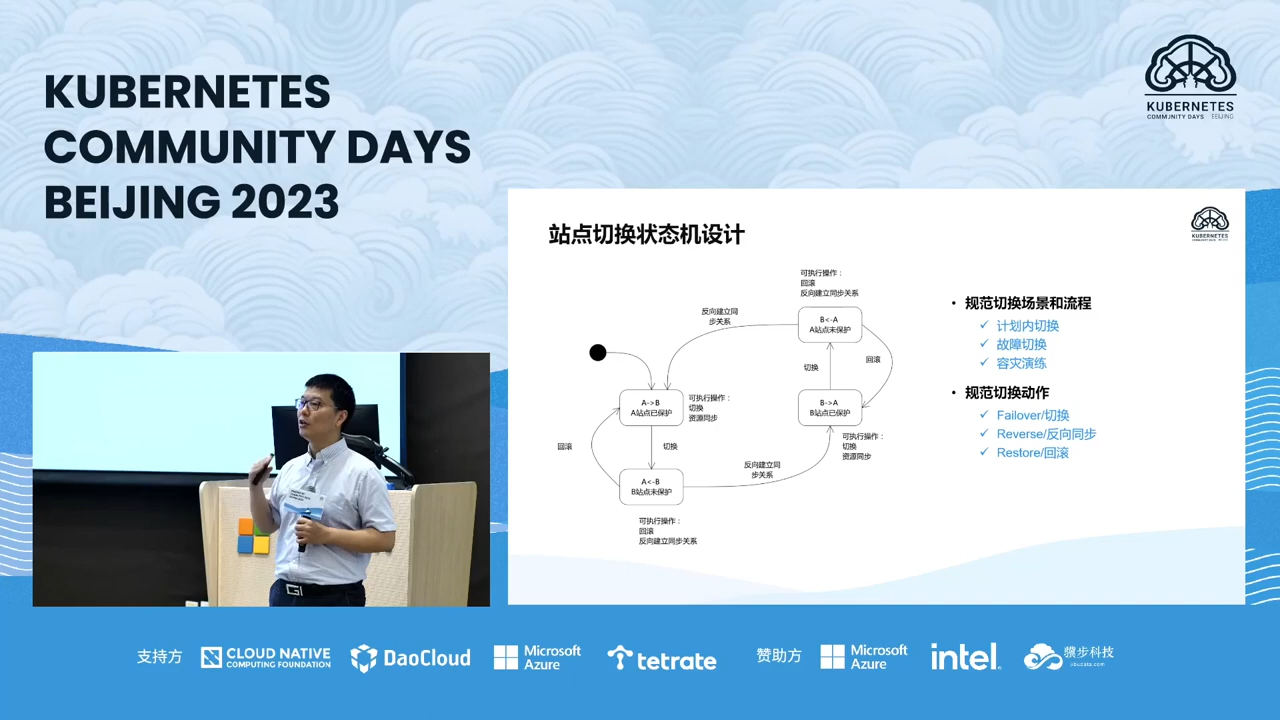 KUBERNETES
COMMUNITY DAYS
BEIJING 2023
KUBERNETES
COMMUNITY DAYS BEIJING
站点切换状态机设计
KUBERNETES
可执行操作：
回滚
反向建立同步关系
反向建立同
步关系
B<-A
A站点未保护
切换
回滚
A->B
A站点已保护
可执行操作：
切换
资源同步
B->A
B站点已保护
可执行操作：
切换
资源同步
回滚
切换
反向建立同
步关系
A<-B
B站点未保护
可执行操作：
回滚
反向建立同步关系
• 规范切换场景和流程
✓ 计划内切换
✓ 故障切换
✓ 容灾演练
• 规范切换动作
✓ Failover/切换
✓ Reverse/反向同步
✓ Restore/回滚
支持方
CLOUD NATIVE
COMPUTING FOUNDATION
DaoCloud
Microsoft
Azure
tetrate
赞助方
Microsoft
Azure
intel.
骥步科技
jibudata.com